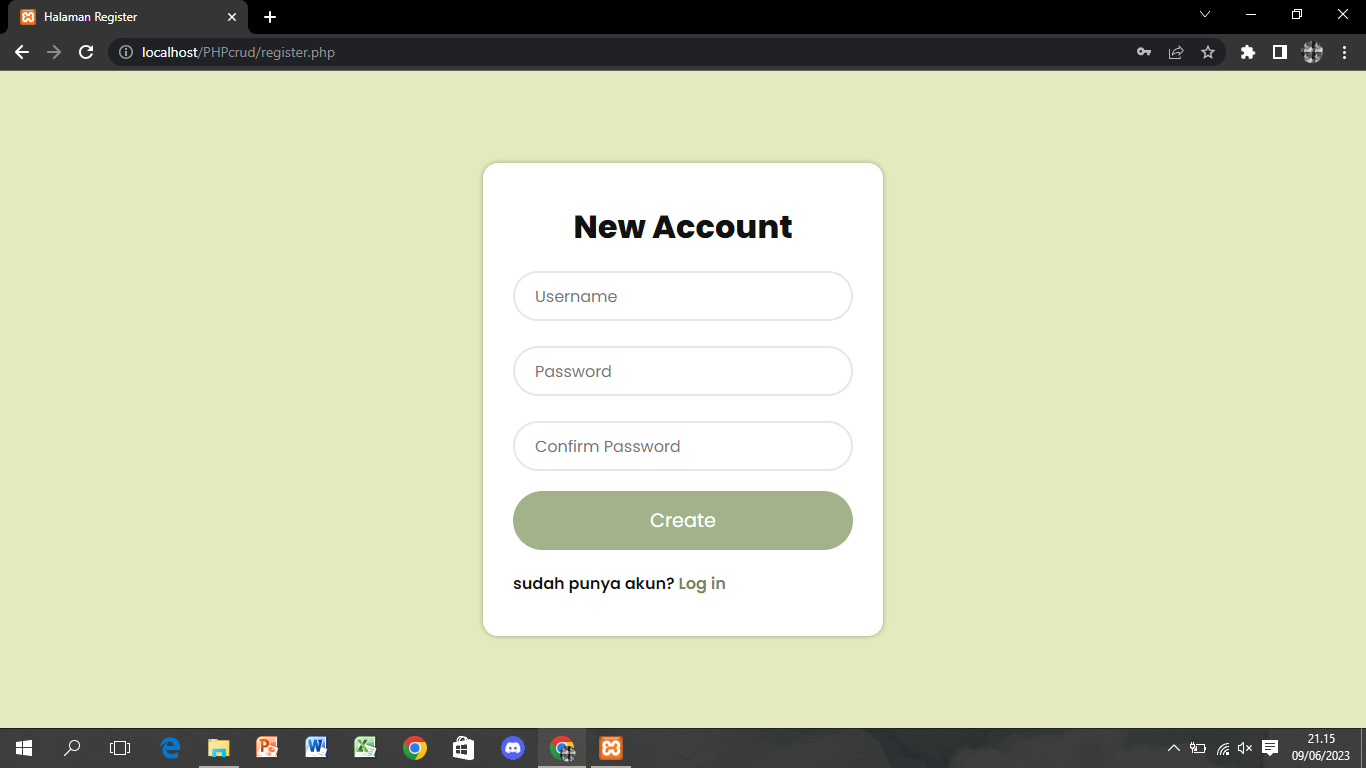 Halaman Register
localhost/PHPcrud/register.php
New Account
Username
Password
Confirm Password
Create
sudah punya akun? Log in
21.15
09/06/2023